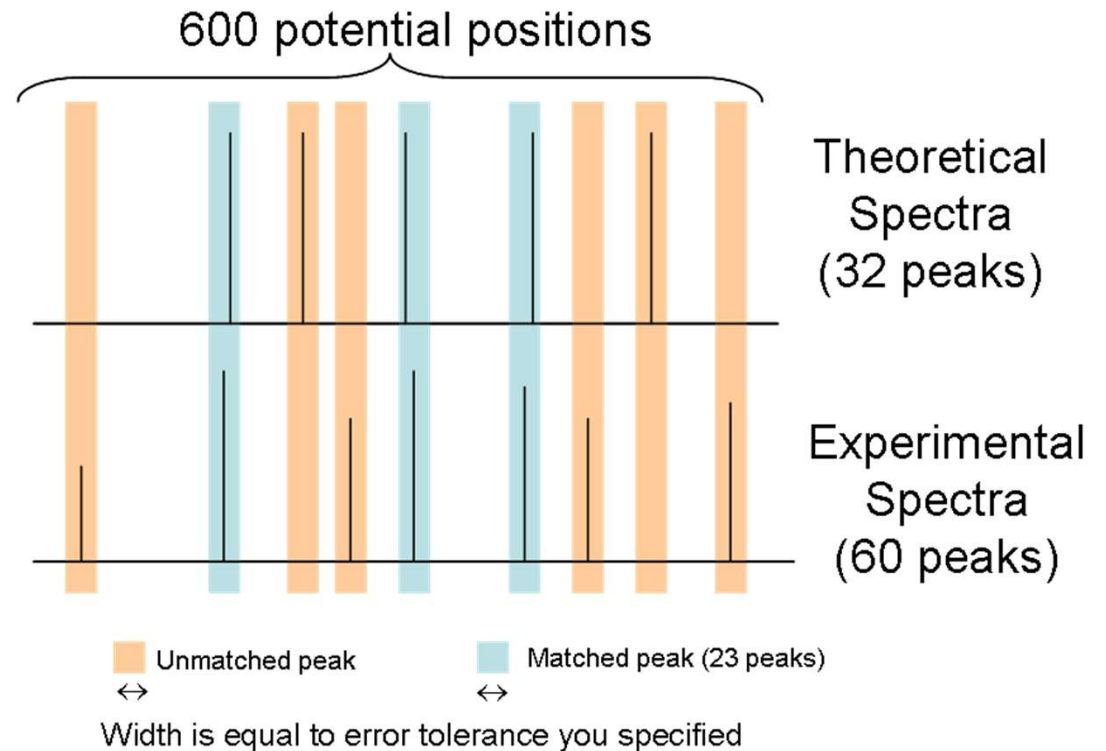 600 potential positions
Theoretical
Spectra
(32 peaks)
Experimental
Spectra
(60 peaks)
Unmatched peak
Matched peak (23 peaks)
Width is equal to error tolerance you specified